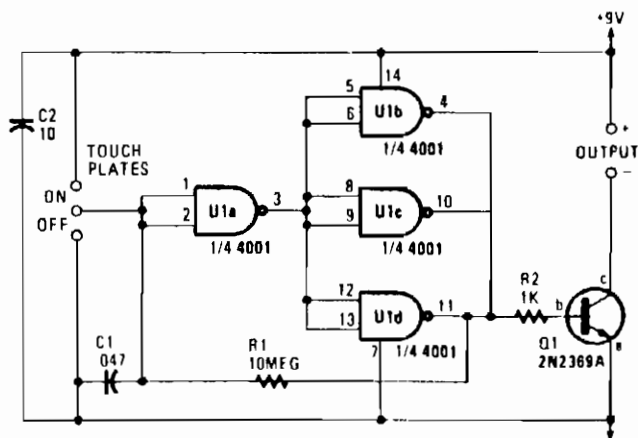 +9V
14
5
4
U1b
6
C2
10
1/4 4001
+
TOUCH
PLATES
OUTPUT
-
ON
1
U1a
3
8
U1c
10
OFF
2
9
1/4 4001
1/4 4001
R2
1K
c
12
U1d
11
b
13
e
C1
.047
R1
10MEG
7
1/4 4001
Q1
2N2369A